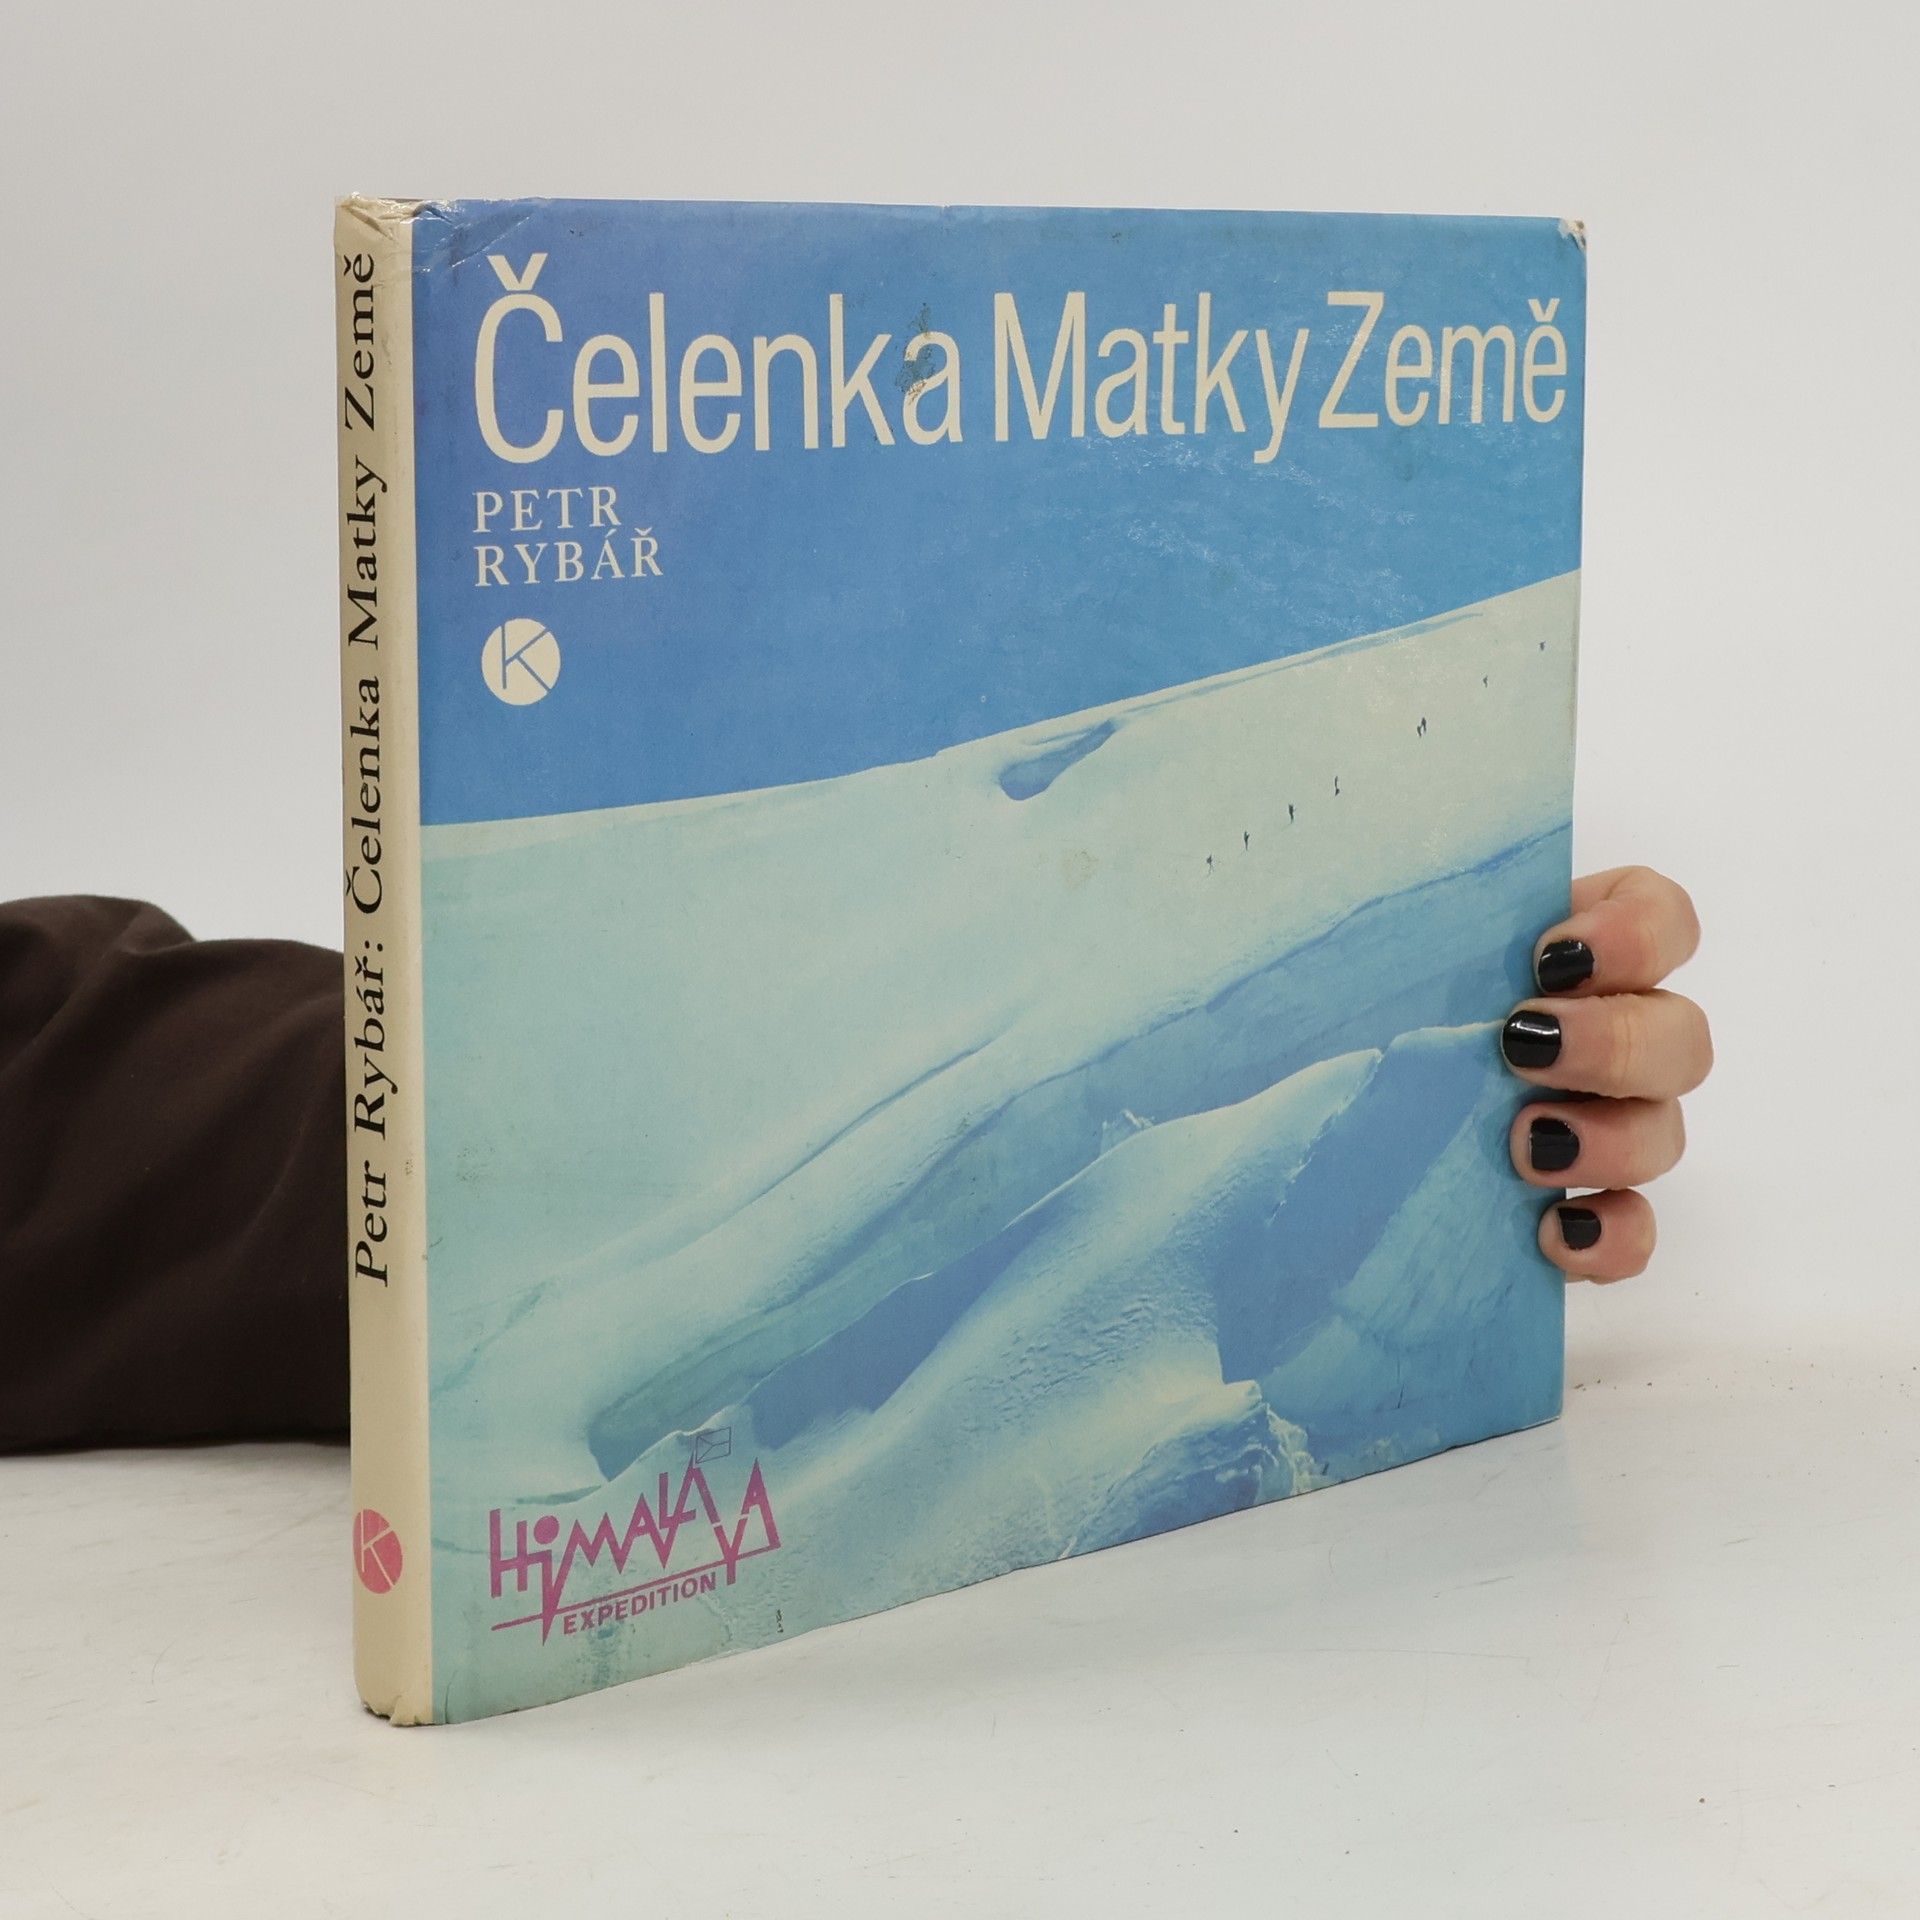 Petr Rybář: Čelenka Matky Země
K
Čelenka Matky Země
PETR
RYBÁŘ
K
HIMALAYA
EXPEDITION